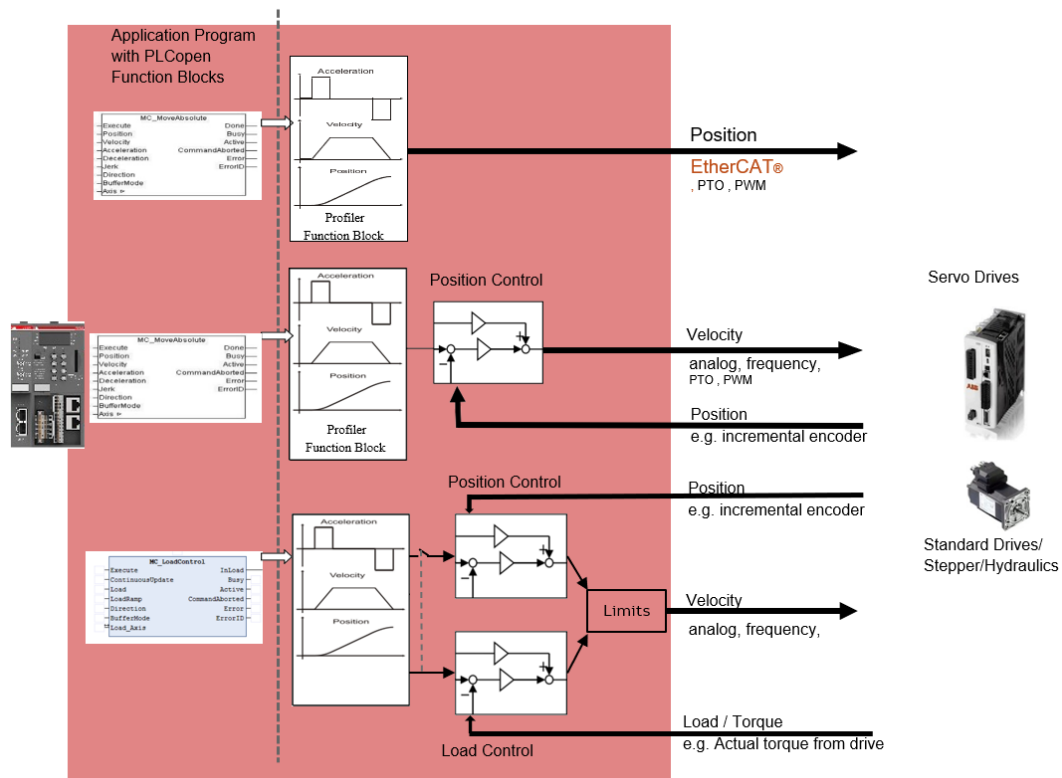 Application Program
with PLCopen
Function Blocks
MC_MoveAbsolute
Execute Done
Position Busy
Velocity Active
Acceleration CommandAborted
Deceleration Error
Jerk ErrorID
Direction
BufferMode
Axis
Acceleration
Velocity
Position
Profiler
Function Block
Position
EtherCAT®
, PTO , PWM
MC_MoveAbsolute
Execute Done
Position Busy
Velocity Active
Acceleration CommandAborted
Deceleration Error
Jerk ErrorID
Direction
BufferMode
Axis
Acceleration
Velocity
Position
Profiler
Function Block
Position Control
+
−
Velocity
analog, frequency,
PTO , PWM
Position
e.g. incremental encoder
Servo Drives
ABB
MC_LoadControl
Execute InLoad
ContinuousUpdate Busy
Load Active
LoadRamp CommandAborted
Direction Error
BufferMode ErrorID
Load_Axis
Acceleration
Velocity
Position
Position Control
+
−
Position
e.g. incremental encoder
Limits
Velocity
analog, frequency,
+
−
Load Control
Load / Torque
e.g. Actual torque from drive
Standard Drives/
Stepper/Hydraulics